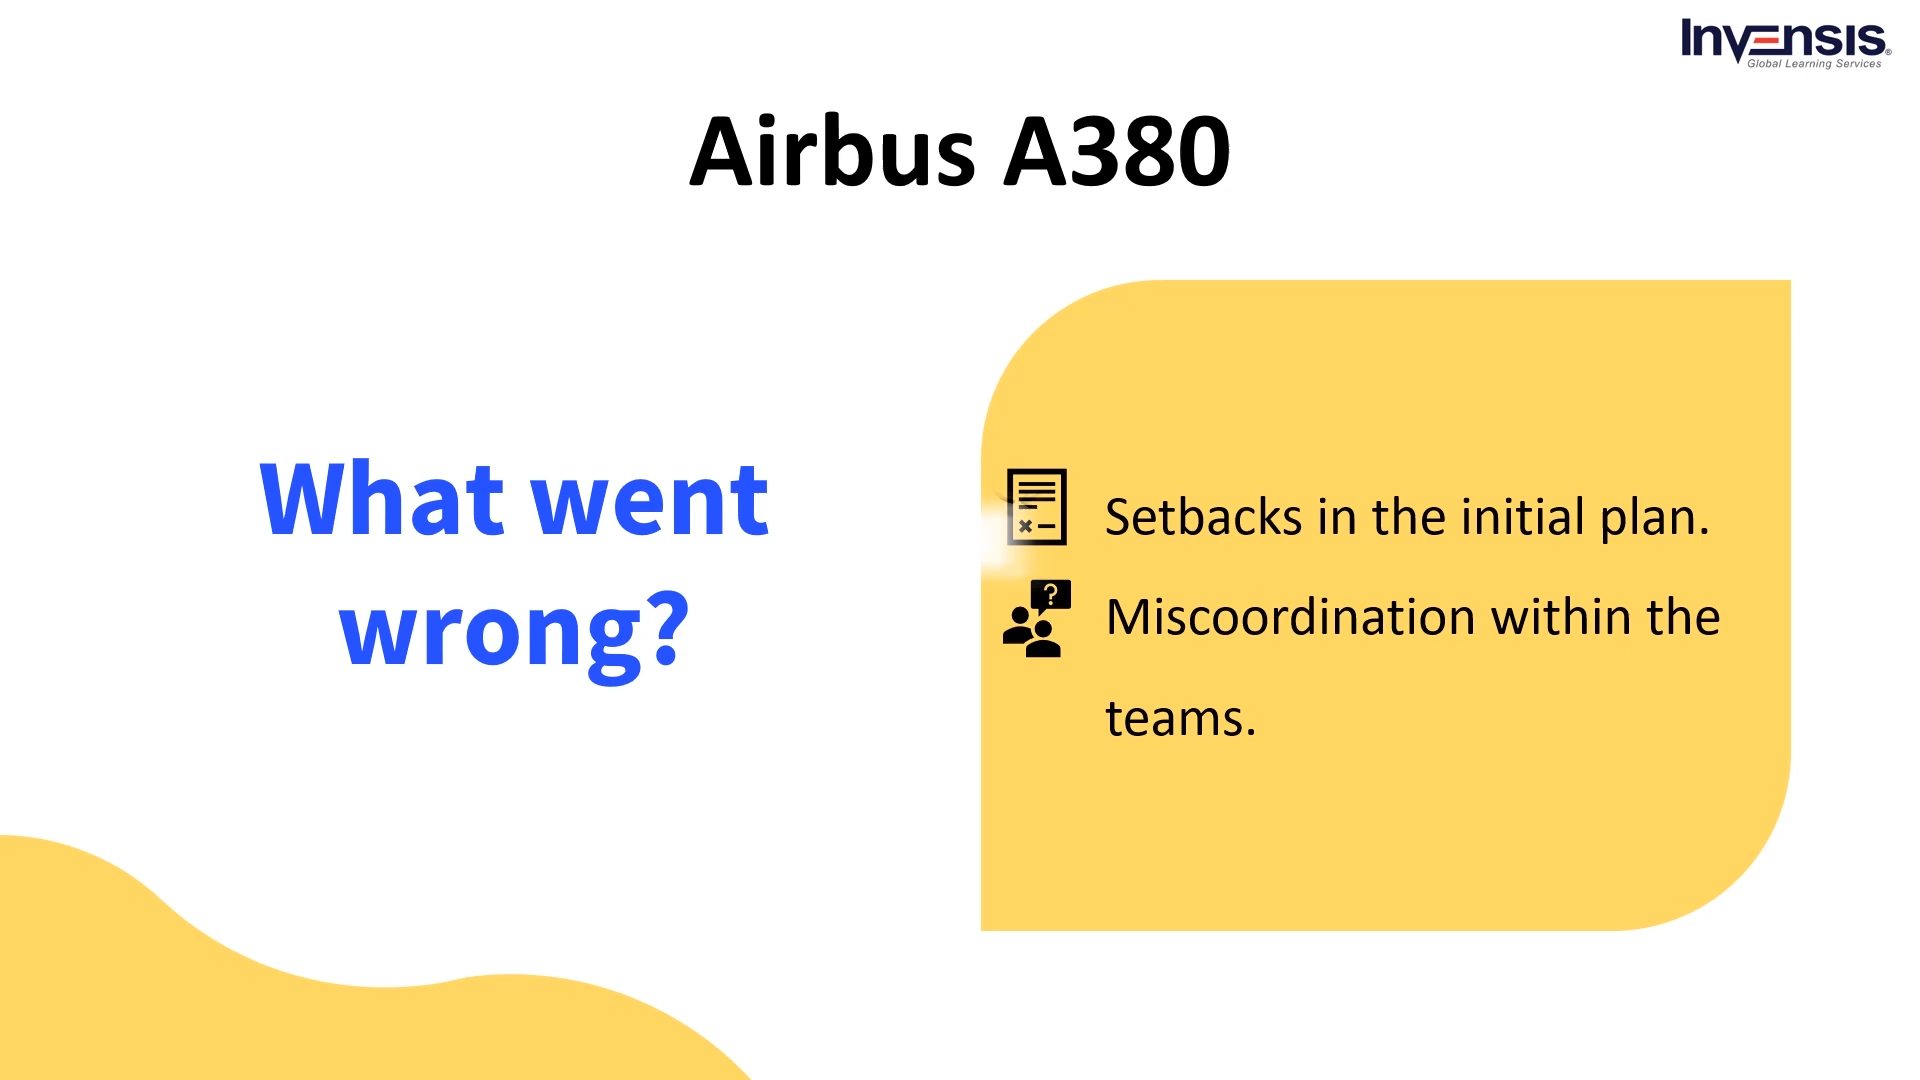 Invensis®
Global Learning Services
Airbus A380
What went
wrong?
Setbacks in the initial plan.
?
Miscoordination within the
teams.